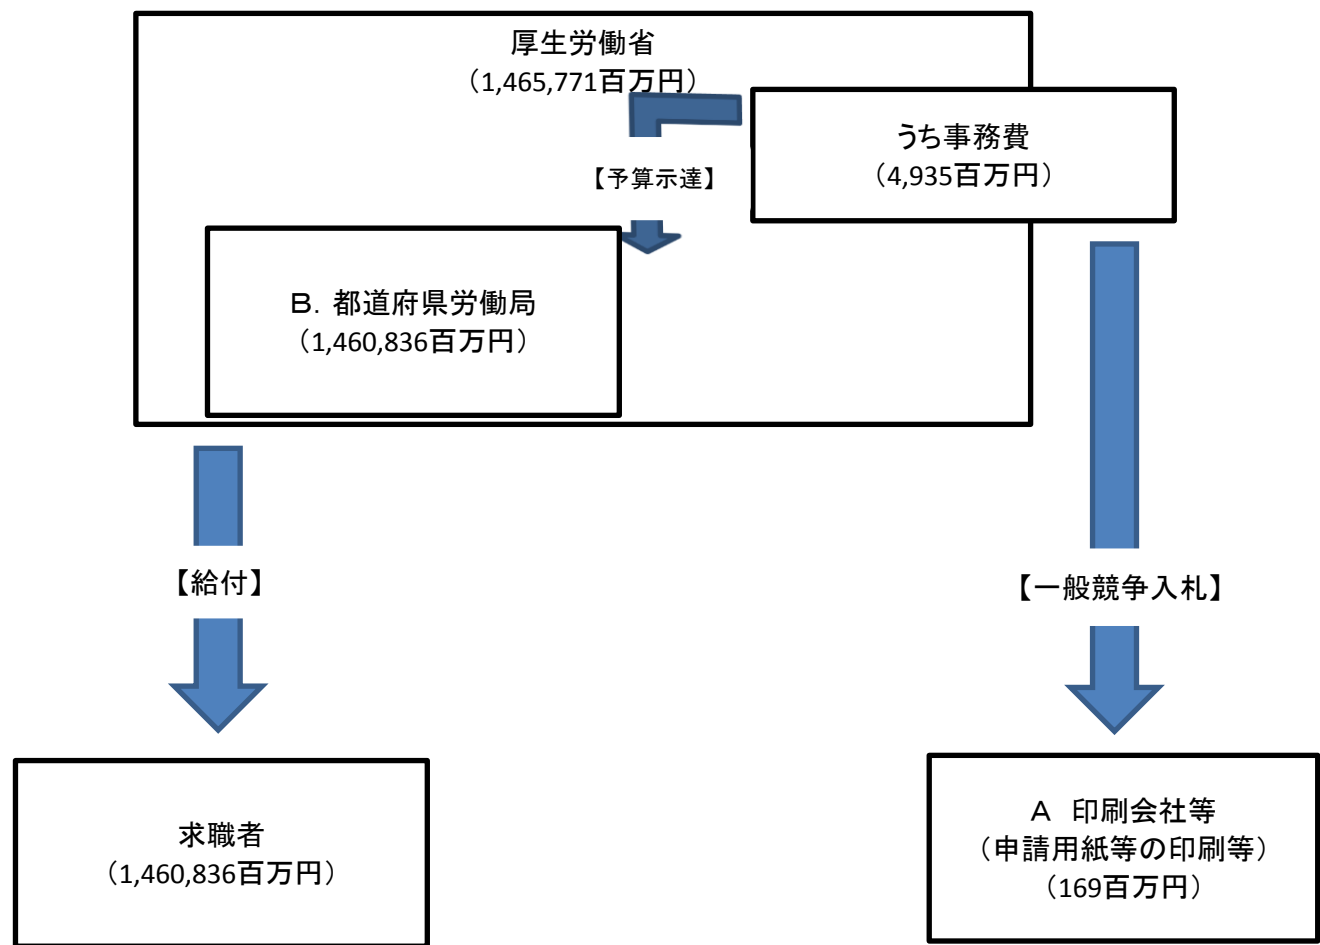 厚生労働省
（1,465,771百万円）
うち事務費
（4,935百万円）
【予算示達】
B．都道府県労働局
（1,460,836百万円）
【給付】
【一般競争入札】
求職者
（1,460,836百万円）
A　印刷会社等
（申請用紙等の印刷等）
（169百万円）